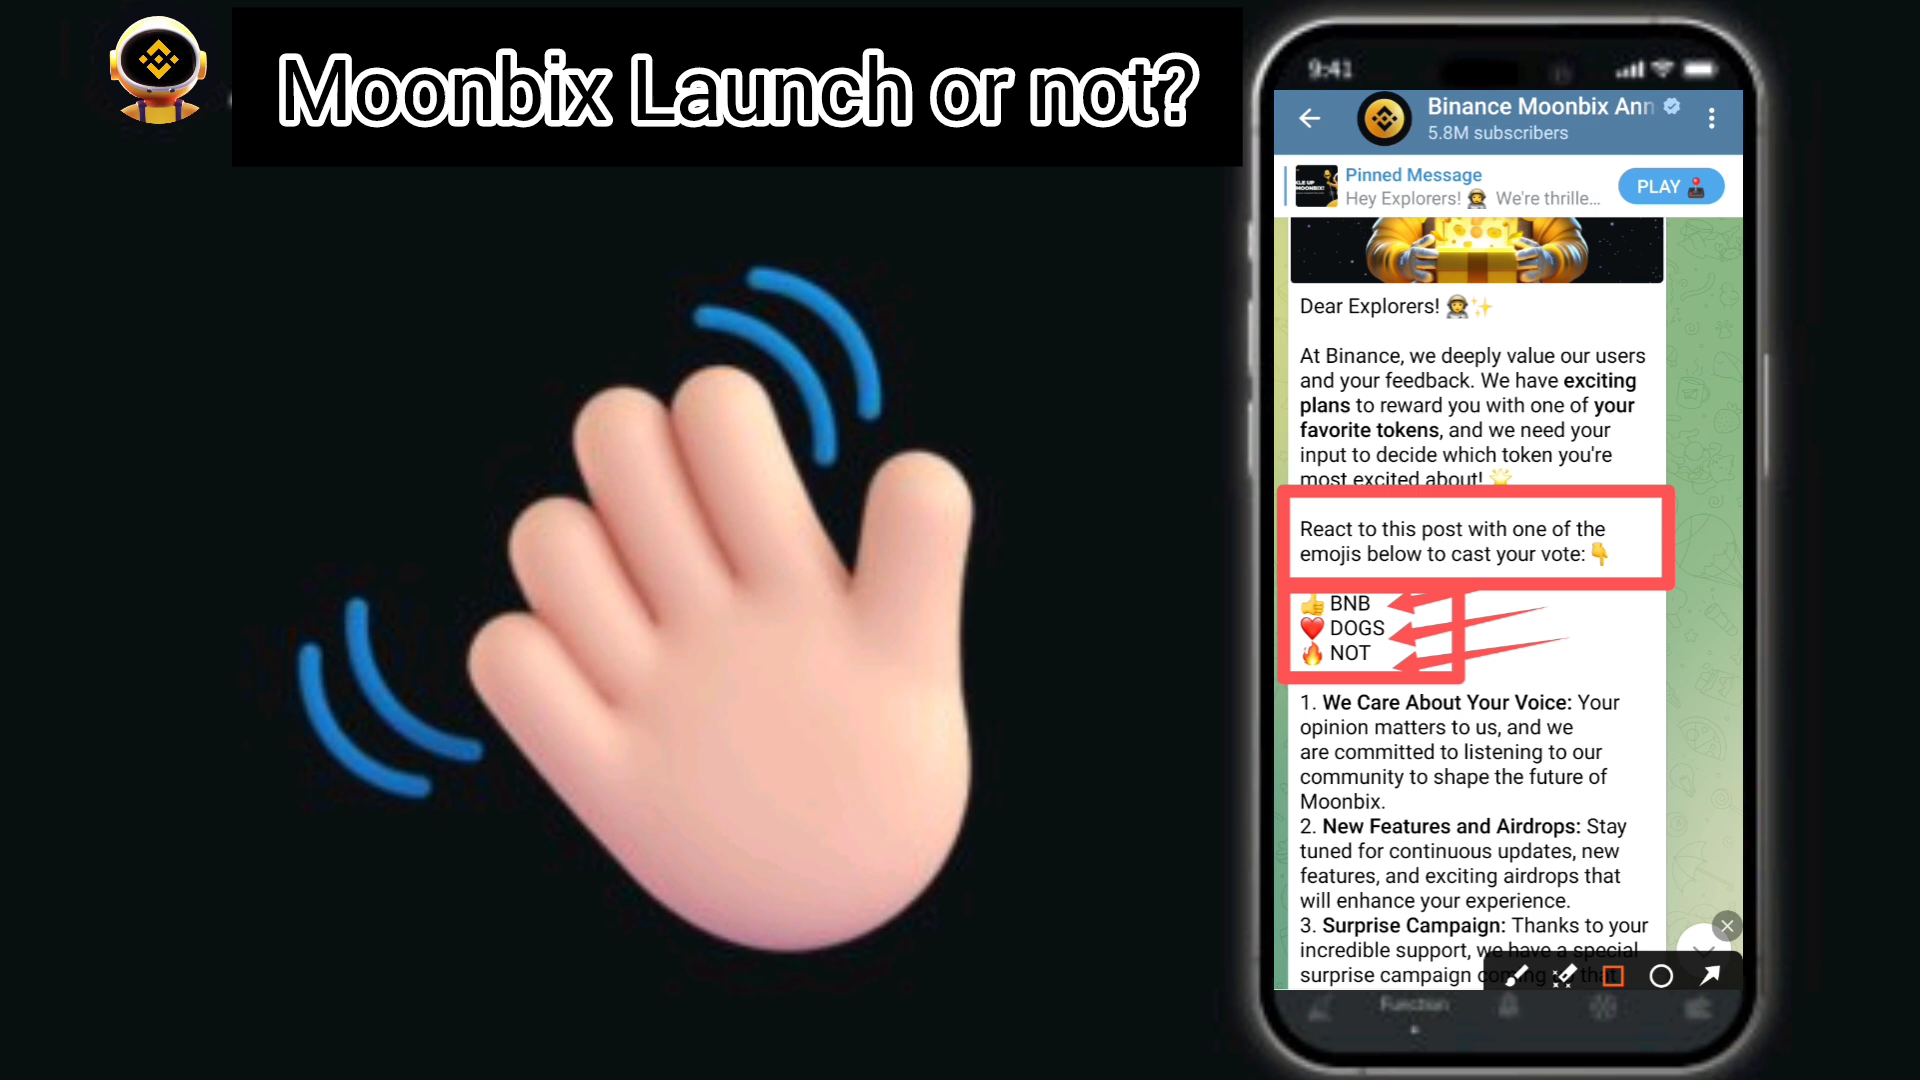 Moonbix Launch or not?
9:41
Binance Moonbix Ann
5.8M subscribers
Pinned Message
Hey Explorers! 👩‍🚀 We're thrille...
PLAY 🕹️
Dear Explorers! 👩‍🚀✨
At Binance, we deeply value our users
and your feedback. We have exciting
plans to reward you with one of your
favorite tokens, and we need your
input to decide which token you're
most excited about! 🌟
React to this post with one of the
emojis below to cast your vote: 👇
👍 BNB
❤️ DOGS
🔥 NOT
1. We Care About Your Voice: Your
opinion matters to us, and we
are committed to listening to our
community to shape the future of
Moonbix.
2. New Features and Airdrops: Stay
tuned for continuous updates, new
features, and exciting airdrops that
will enhance your experience.
3. Surprise Campaign: Thanks to your
incredible support, we have a special
surprise campaign coming that
Function